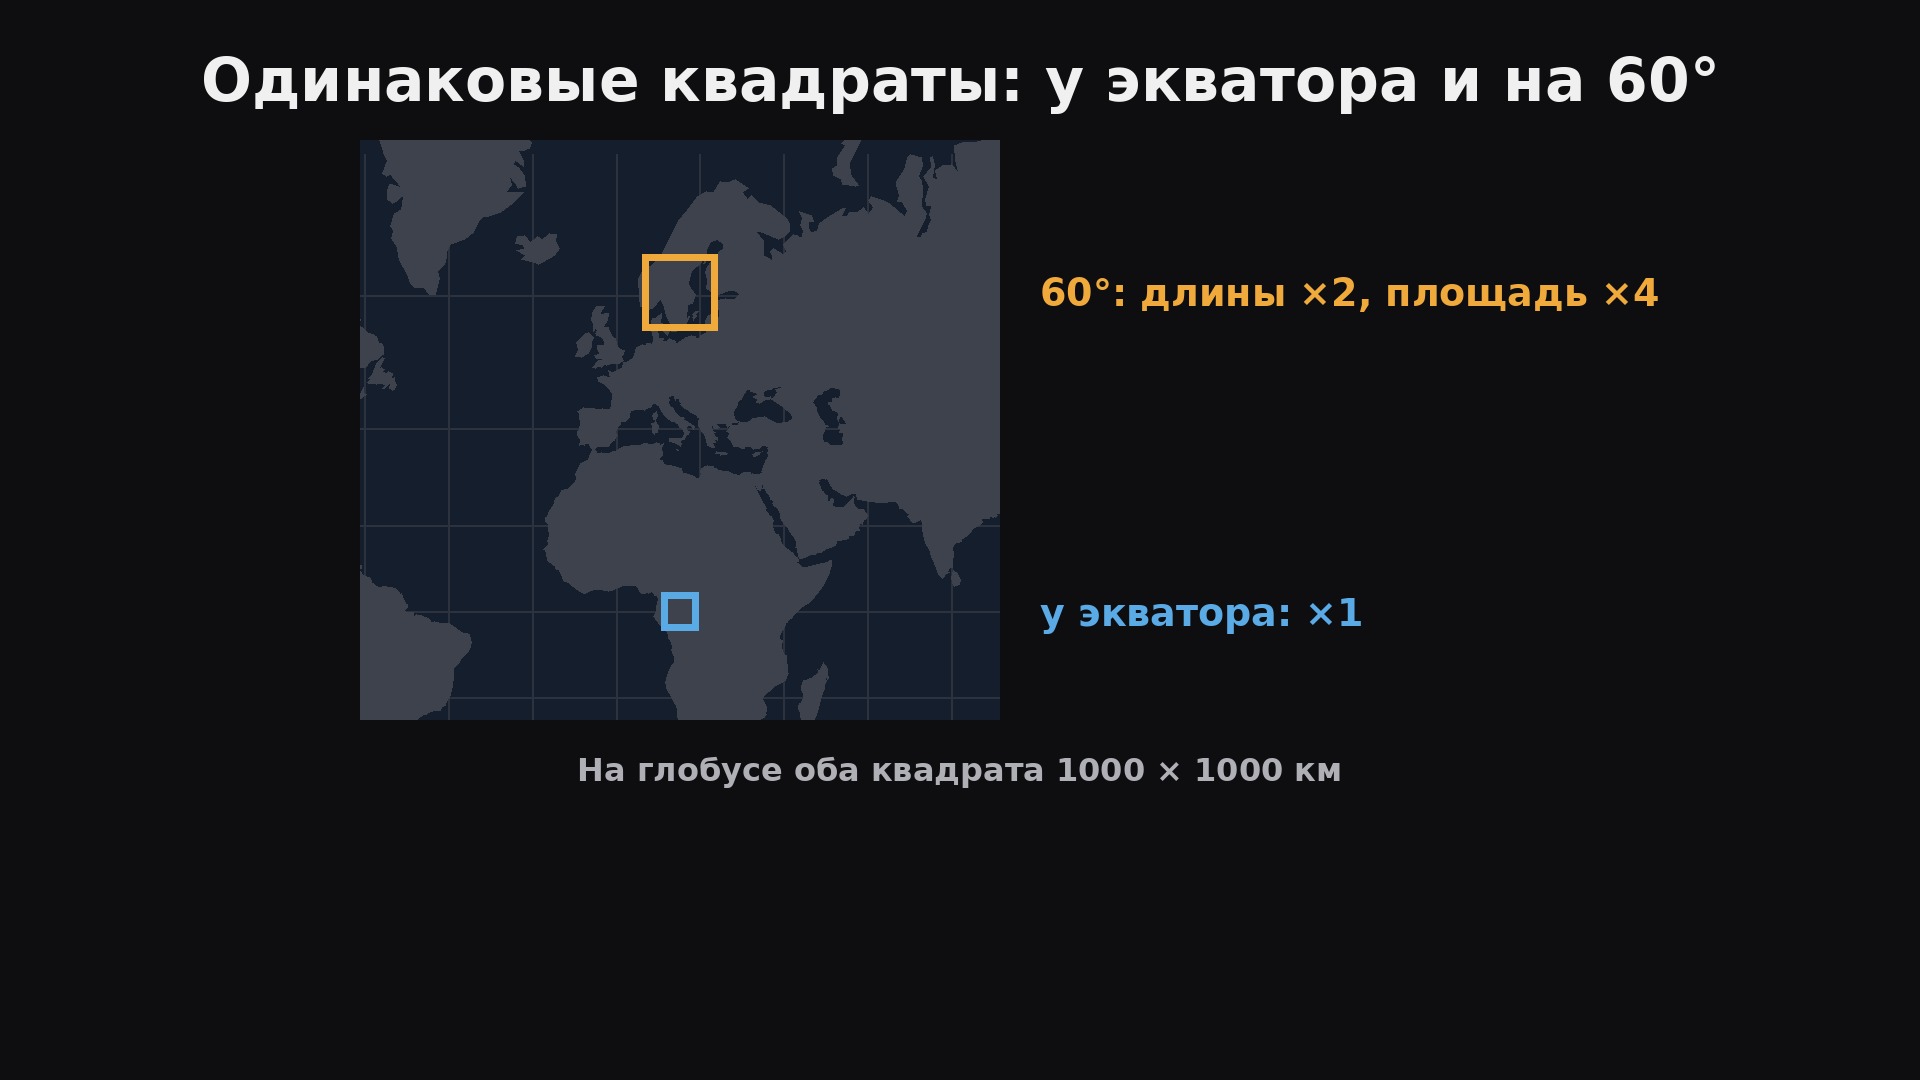 Одинаковые квадраты: у экватора и на 60°
60°: длины ×2, площадь ×4
у экватора: ×1
На глобусе оба квадрата 1000 × 1000 км